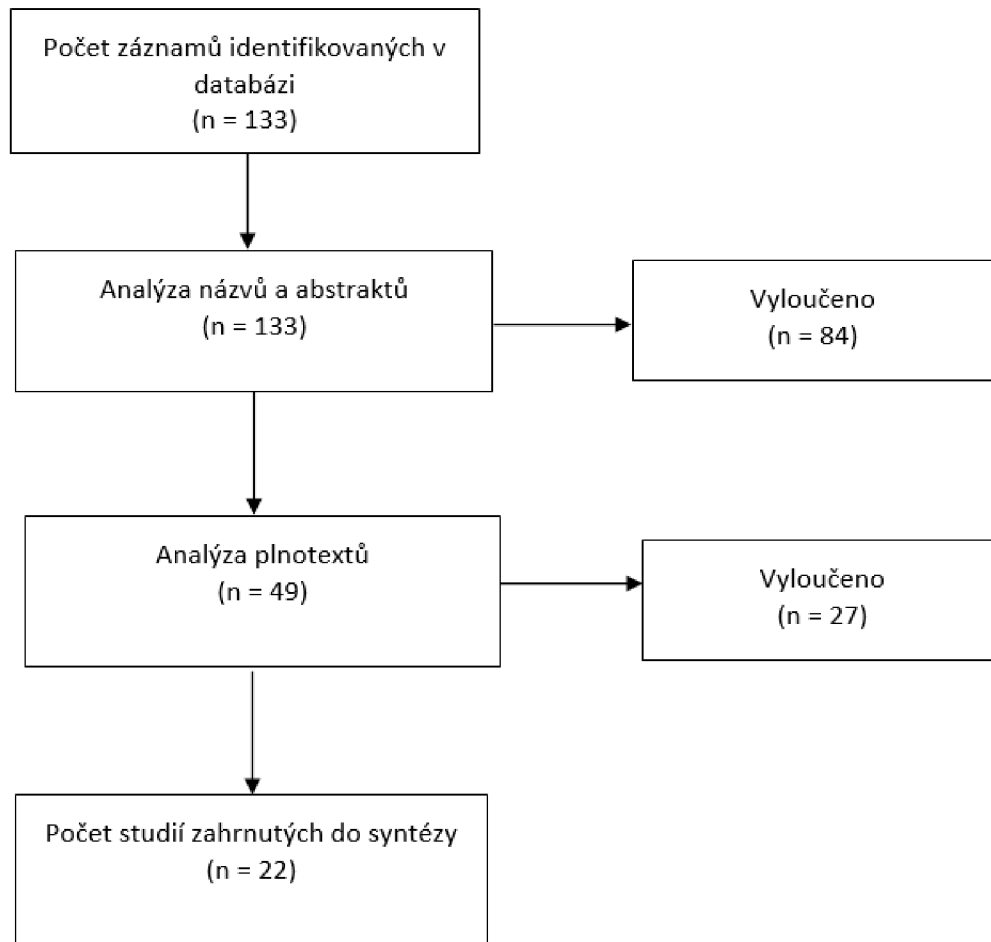 Počet záznamů identifikovaných v
databázi
(n = 133)
Analýza názvů a abstraktů
(n = 133)
Vyloučeno
(n = 84)
Analýza plnotextů
(n = 49)
Vyloučeno
(n = 27)
Počet studií zahrnutých do syntézy
(n = 22)